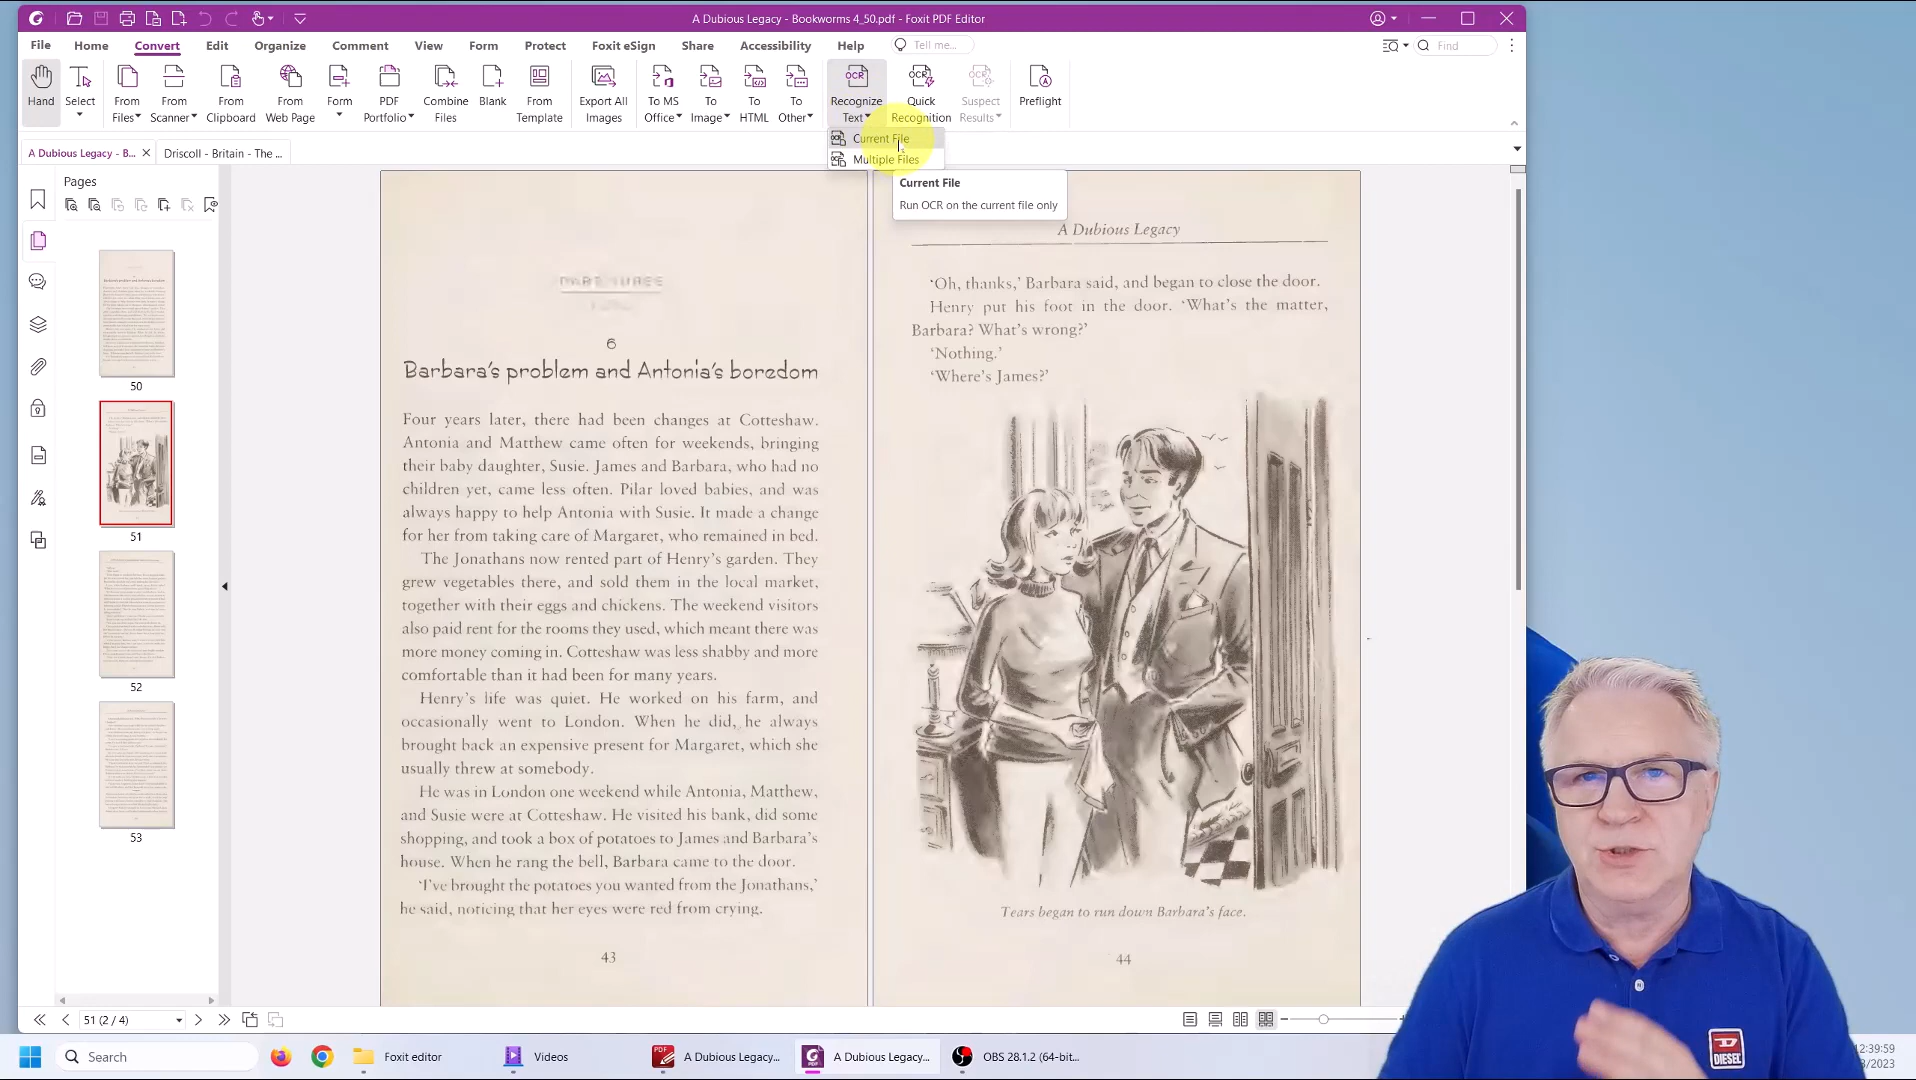 A Dubious Legacy - Bookworms 4_50.pdf - Foxit PDF Editor
File
Home
Convert
Edit
Organize
Comment
View
Form
Protect
Foxit eSign
Share
Accessibility
Help
Tell me...
Find
Hand
Select
From Files
From Scanner
From Clipboard
From Web Page
Form
PDF Portfolio
Combine Files
Blank
From Template
Export All Images
To MS Office
To Image
To HTML
To Other
OCR
Recognize Text
OCR
Quick Recognition
OCR
Suspect Results
Preflight
Current File
Multiple Files
Current File
Run OCR on the current file only
A Dubious Legacy - B...
Driscoll - Britain - The ...
Pages
50
51
52
53
PART THREE
6
Barbara's problem and Antonia's boredom
Four years later, there had been changes at Cotteshaw.
Antonia and Matthew came often for weekends, bringing
their baby daughter, Susie. James and Barbara, who had no
children yet, came less often. Pilar loved babies, and was
always happy to help Antonia with Susie. It made a change
for her from taking care of Margaret, who remained in bed.
The Jonathans now rented part of Henry's garden. They
grew vegetables there, and sold them in the local market,
together with their eggs and chickens. The weekend visitors
also paid rent for the rooms they used, which meant there was
more money coming in. Cotteshaw was less shabby and more
comfortable than it had been for many years.
Henry's life was quiet. He worked on his farm, and
occasionally went to London. When he did, he always
brought back an expensive present for Margaret, which she
usually threw at somebody.
He was in London one weekend while Antonia, Matthew,
and Susie were at Cotteshaw. He visited his bank, did some
shopping, and took a box of potatoes to James and Barbara's
house. When he rang the bell, Barbara came to the door.
'I've brought the potatoes you wanted from the Jonathans,'
he said, noticing that her eyes were red from crying.
43
A Dubious Legacy
'Oh, thanks,' Barbara said, and began to close the door.
Henry put his foot in the door. 'What's the matter,
Barbara? What's wrong?'
'Nothing.'
'Where's James?'
Tears began to run down Barbara's face.
44
51 (2 / 4)
DIESEL
Search
Foxit editor
Videos
A Dubious Legacy...
A Dubious Legacy...
OBS 28.1.2 (64-bit...
12:39:59
/2023